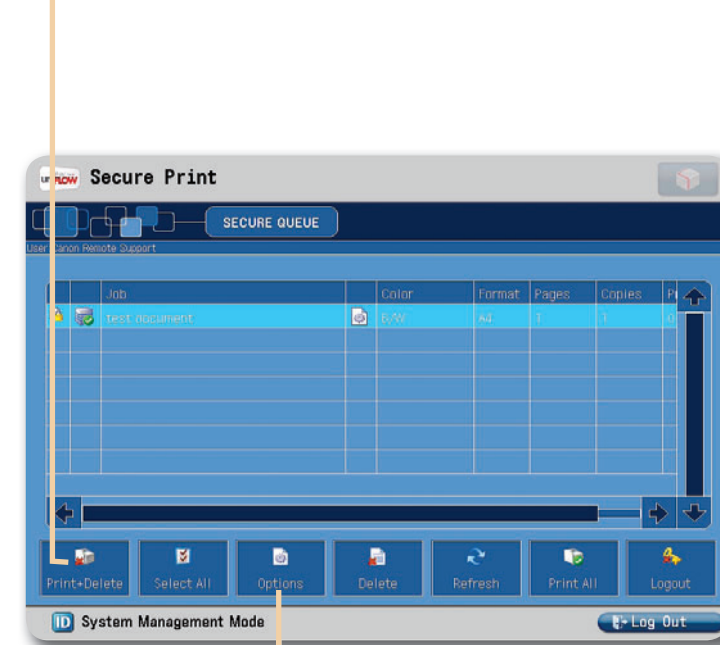 uniFLOW Secure Print
SECURE QUEUE
User Canon Remote Support
Job Color Format Pages Copies
test document B/W A4 1 1
Print+Delete Select All Options Delete Refresh Print All Logout
ID System Management Mode Log Out